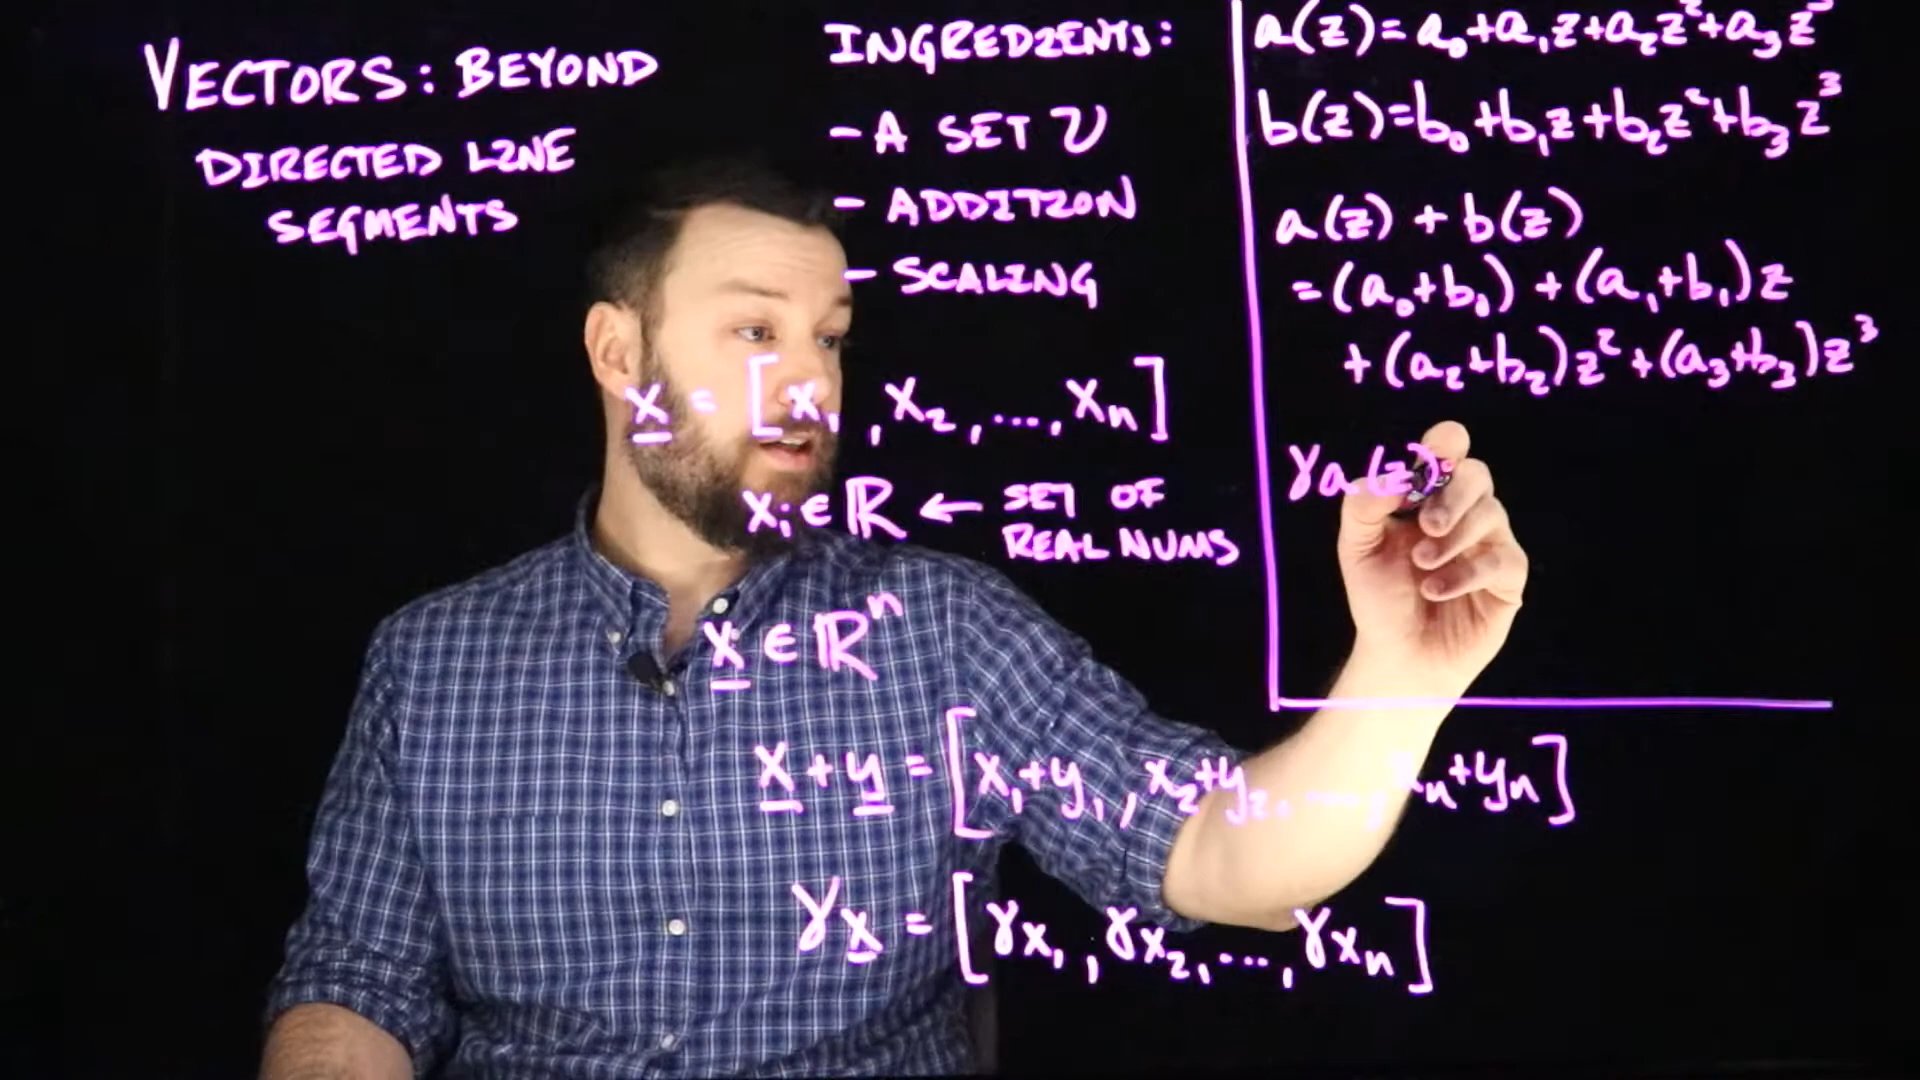 VECTORS: BEYOND
DIRECTED LINE
SEGMENTS
INGREDIENTS:
- A SET V
- ADDITION
- SCALING
x = [x₁, x₂, ..., xₙ]
xᵢ ∈ ℝ ← SET OF
REAL NUMS
x ∈ ℝⁿ
x + y = [x₁+y₁, x₂+y₂, ..., xₙ+yₙ]
γx = [γx₁, γx₂, ..., γxₙ]
a(z) = a₀+a₁z+a₂z²+a₃z³
b(z) = b₀+b₁z+b₂z²+b₃z³
a(z) + b(z)
= (a₀+b₀) + (a₁+b₁)z
+ (a₂+b₂)z² + (a₃+b₃)z³
γa(z)